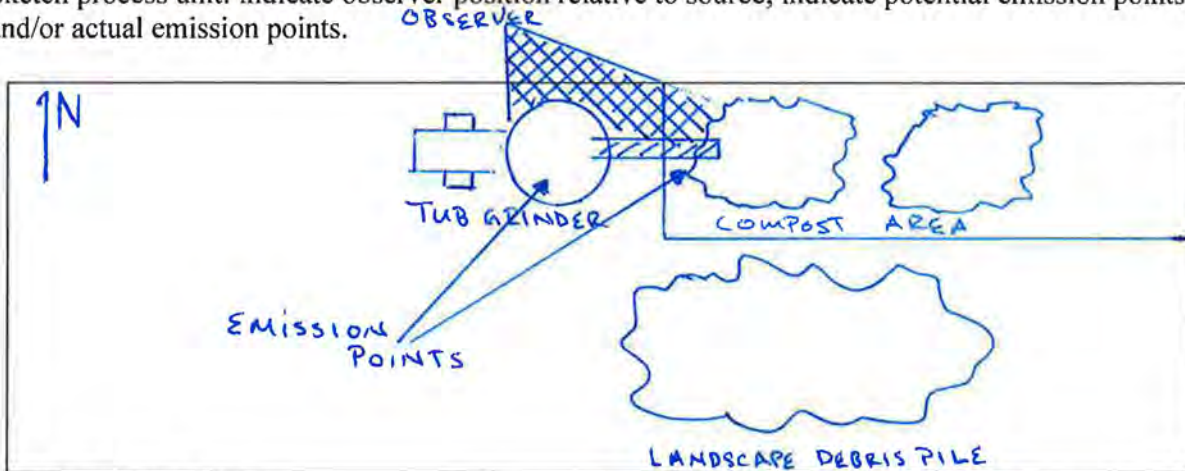 sketch process unit: indicate observer position relative to source; indicate potential emission points
and/or actual emission points.
OBSERVER
N
TUB GRINDER
COMPOST AREA
EMISSION
POINTS
LANDSCAPE DEBRIS PILE